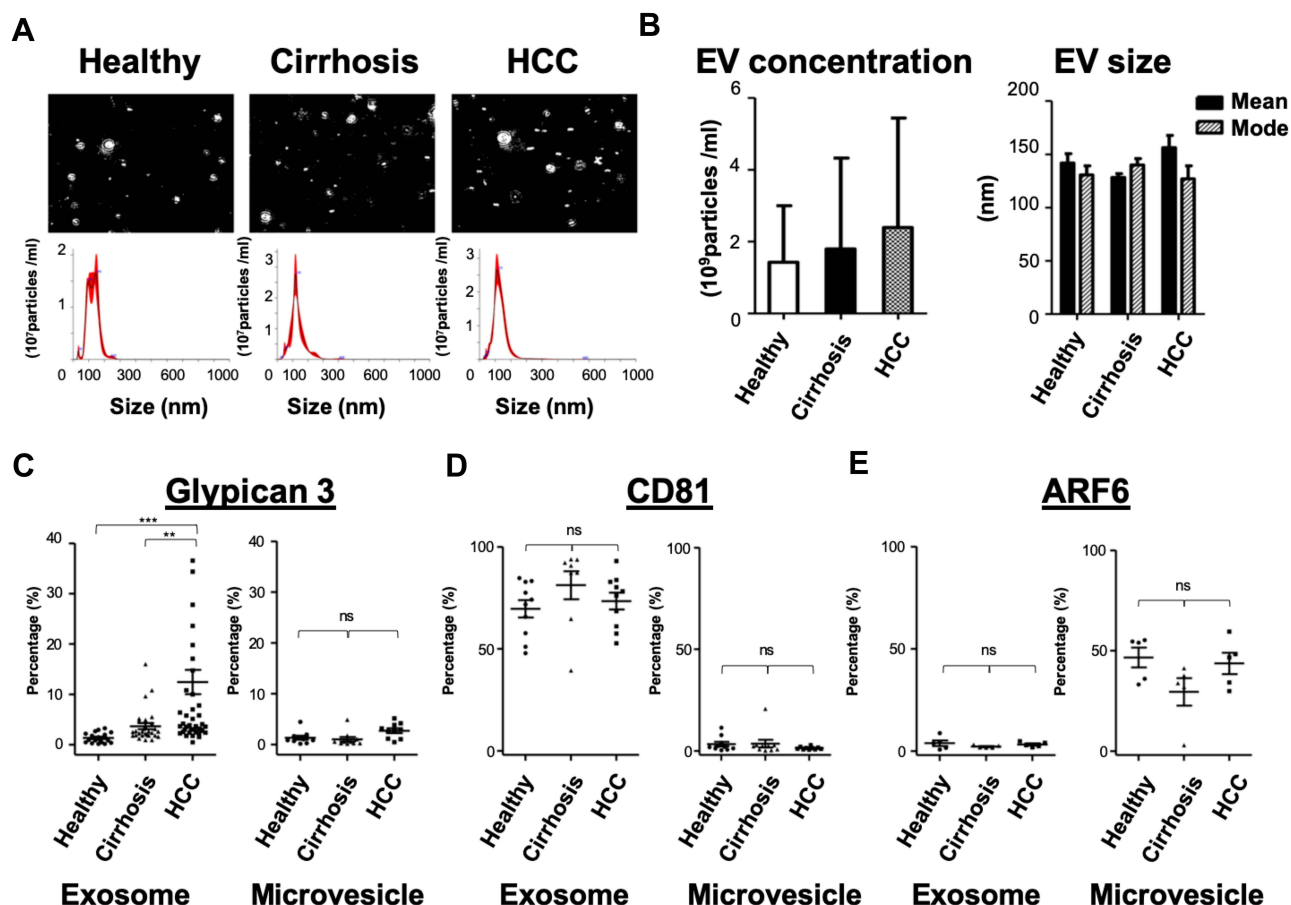 A
Healthy
Cirrhosis
HCC
(10⁷particles /ml)
2
1
0 100 300 600 1000
Size (nm)
(10⁷particles /ml)
3
2
1
0 100 300 600 1000
Size (nm)
(10⁷particles /ml)
3
2
1
0 100 300 600 1000
Size (nm)
B
EV concentration
(10⁹particles /ml)
6
4
2
0
Healthy
Cirrhosis
HCC
EV size
(nm)
200
150
100
50
0
Healthy
Cirrhosis
HCC
Mean
Mode
C
Glypican 3
Percentage (%)
40
30
20
10
0
***
**
Healthy
Cirrhosis
HCC
Exosome
Percentage (%)
40
30
20
10
0
ns
Healthy
Cirrhosis
HCC
Microvesicle
D
CD81
Percentage (%)
100
50
0
ns
Healthy
Cirrhosis
HCC
Exosome
Percentage (%)
100
50
0
ns
Healthy
Cirrhosis
HCC
Microvesicle
E
ARF6
Percentage (%)
100
50
0
ns
Healthy
Cirrhosis
HCC
Exosome
Percentage (%)
100
50
0
ns
Healthy
Cirrhosis
HCC
Microvesicle